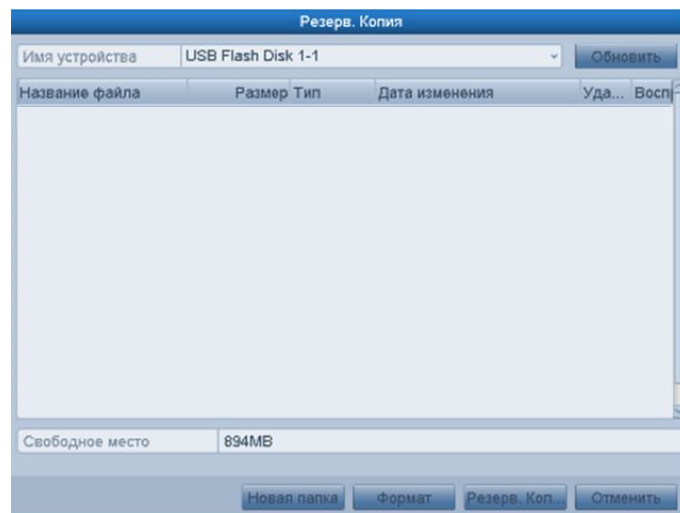 Резерв. Копия
Имя устройства USB Flash Disk 1-1 Обновить
Название файла Размер Тип Дата изменения Уда... Воспр
Свободное место 894MB
Новая папка Формат Резерв. Коп... Отменить